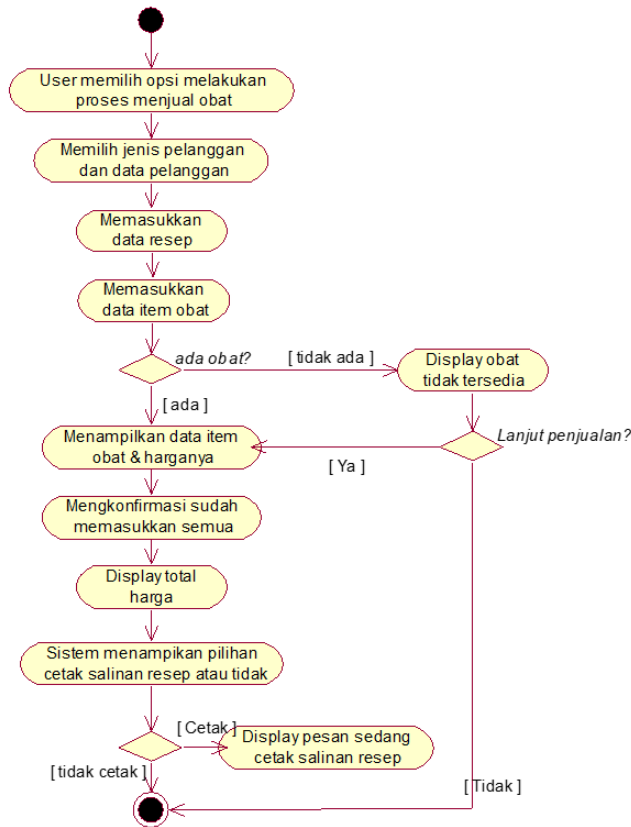 User memilih opsi melakukan
proses menjual obat
Memilih jenis pelanggan
dan data pelanggan
Memasukkan
data resep
Memasukkan
data item obat
ada obat?
[ tidak ada ]
Display obat
tidak tersedia
[ ada ]
Lanjut penjualan?
Menampilkan data item
obat & harganya
[ Ya ]
Mengkonfirmasi sudah
memasukkan semua
Display total
harga
Sistem menampikan pilihan
cetak salinan resep atau tidak
[ Cetak ]
Display pesan sedang
cetak salinan resep
[ tidak cetak ]
[ Tidak ]